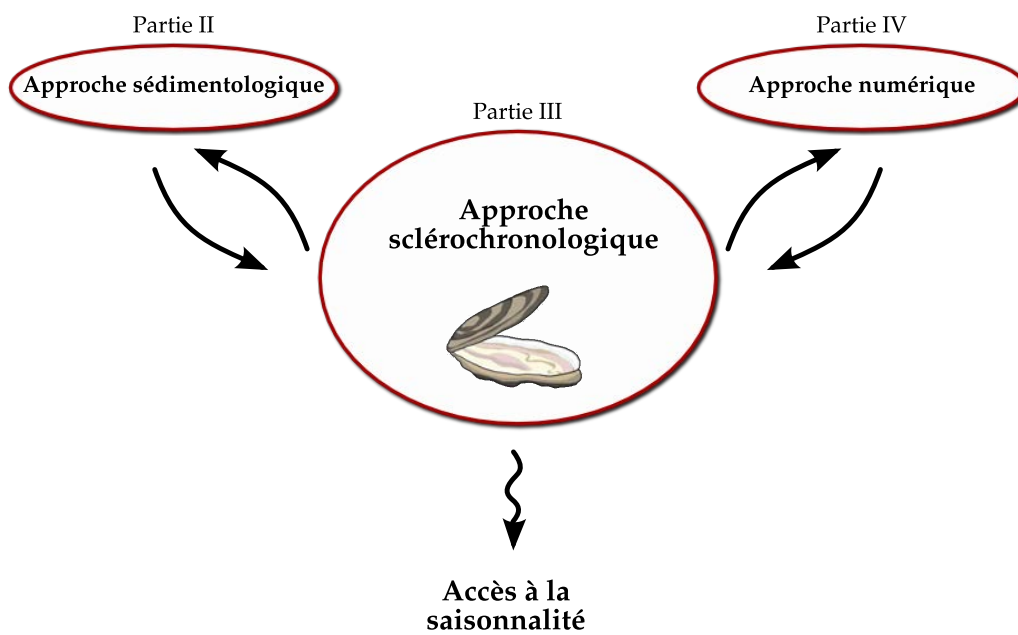 Partie II
Approche sédimentologique
Partie III
Approche
sclérochronologique
Partie IV
Approche numérique
Accès à la
saisonnalité